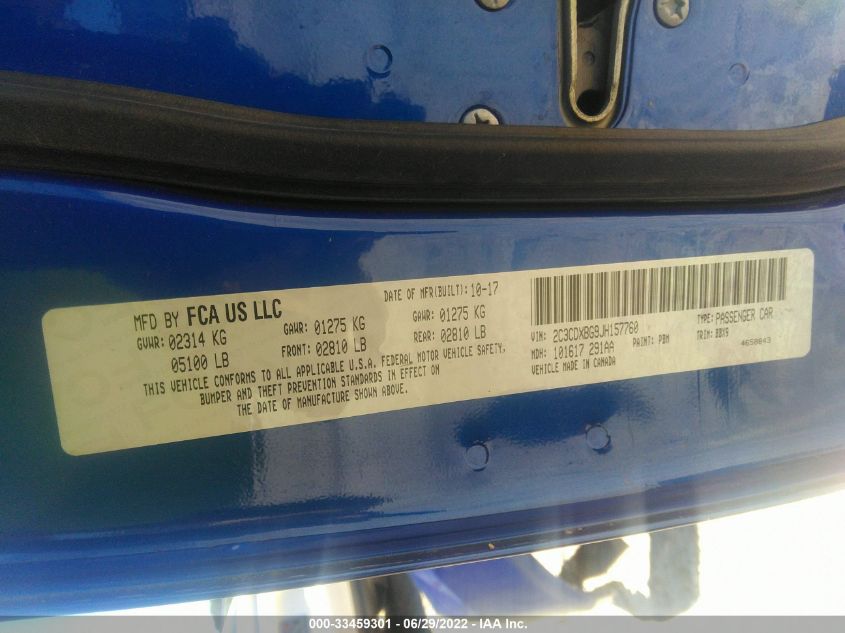 MFD BY FCA US LLC
DATE OF MFR(BUILT): 10-17
GVWR: 02314 KG
GAWR: 01275 KG
GAWR: 01275 KG
05100 LB
FRONT: 02810 LB
REAR: 02810 LB
THIS VEHICLE CONFORMS TO ALL APPLICABLE U.S.A. FEDERAL MOTOR VEHICLE SAFETY,
BUMPER AND THEFT PREVENTION STANDARDS IN EFFECT ON
THE DATE OF MANUFACTURE SHOWN ABOVE.
VIN: 2C3CDXBG9JH157760
TYPE: PASSENGER CAR
MDH: 101617 291AA
PAINT: PBM
TRIM: BBX9
VEHICLE MADE IN CANADA
4658843
000-33459301 - 06/29/2022 - IAA Inc.